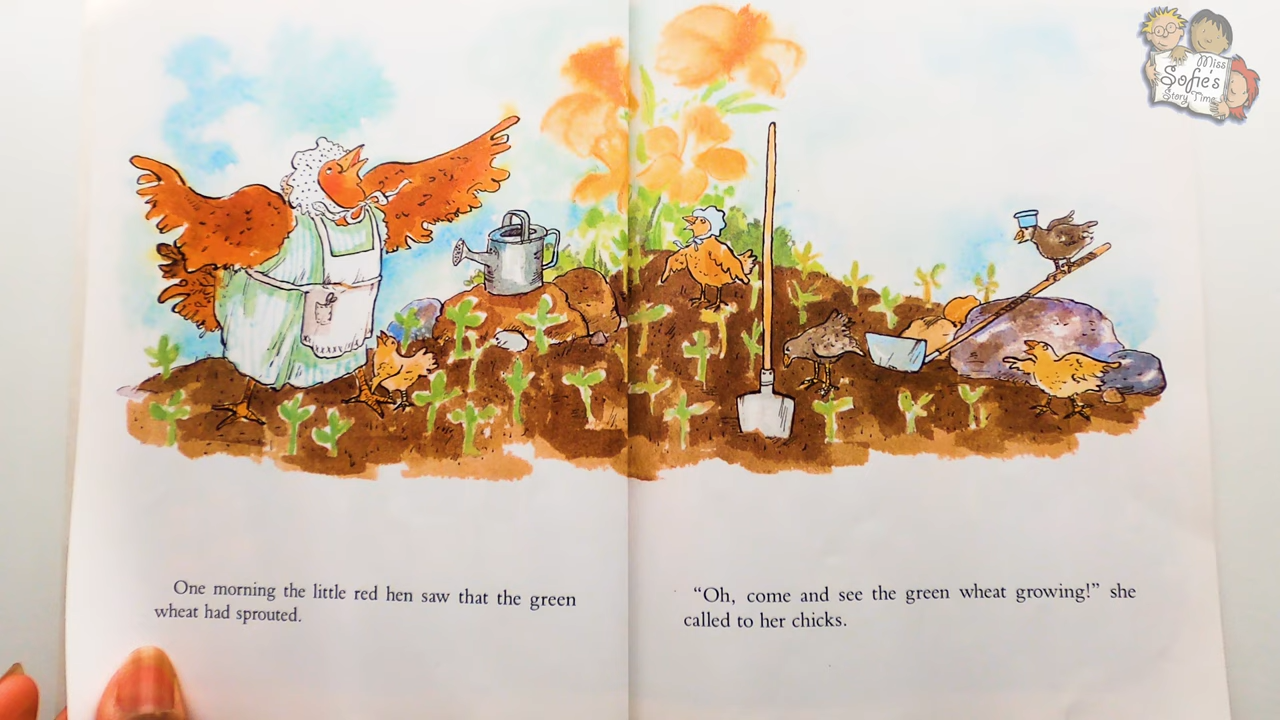 Miss
Sofie's
Story Time
One morning the little red hen saw that the green
wheat had sprouted.
“Oh, come and see the green wheat growing!” she
called to her chicks.